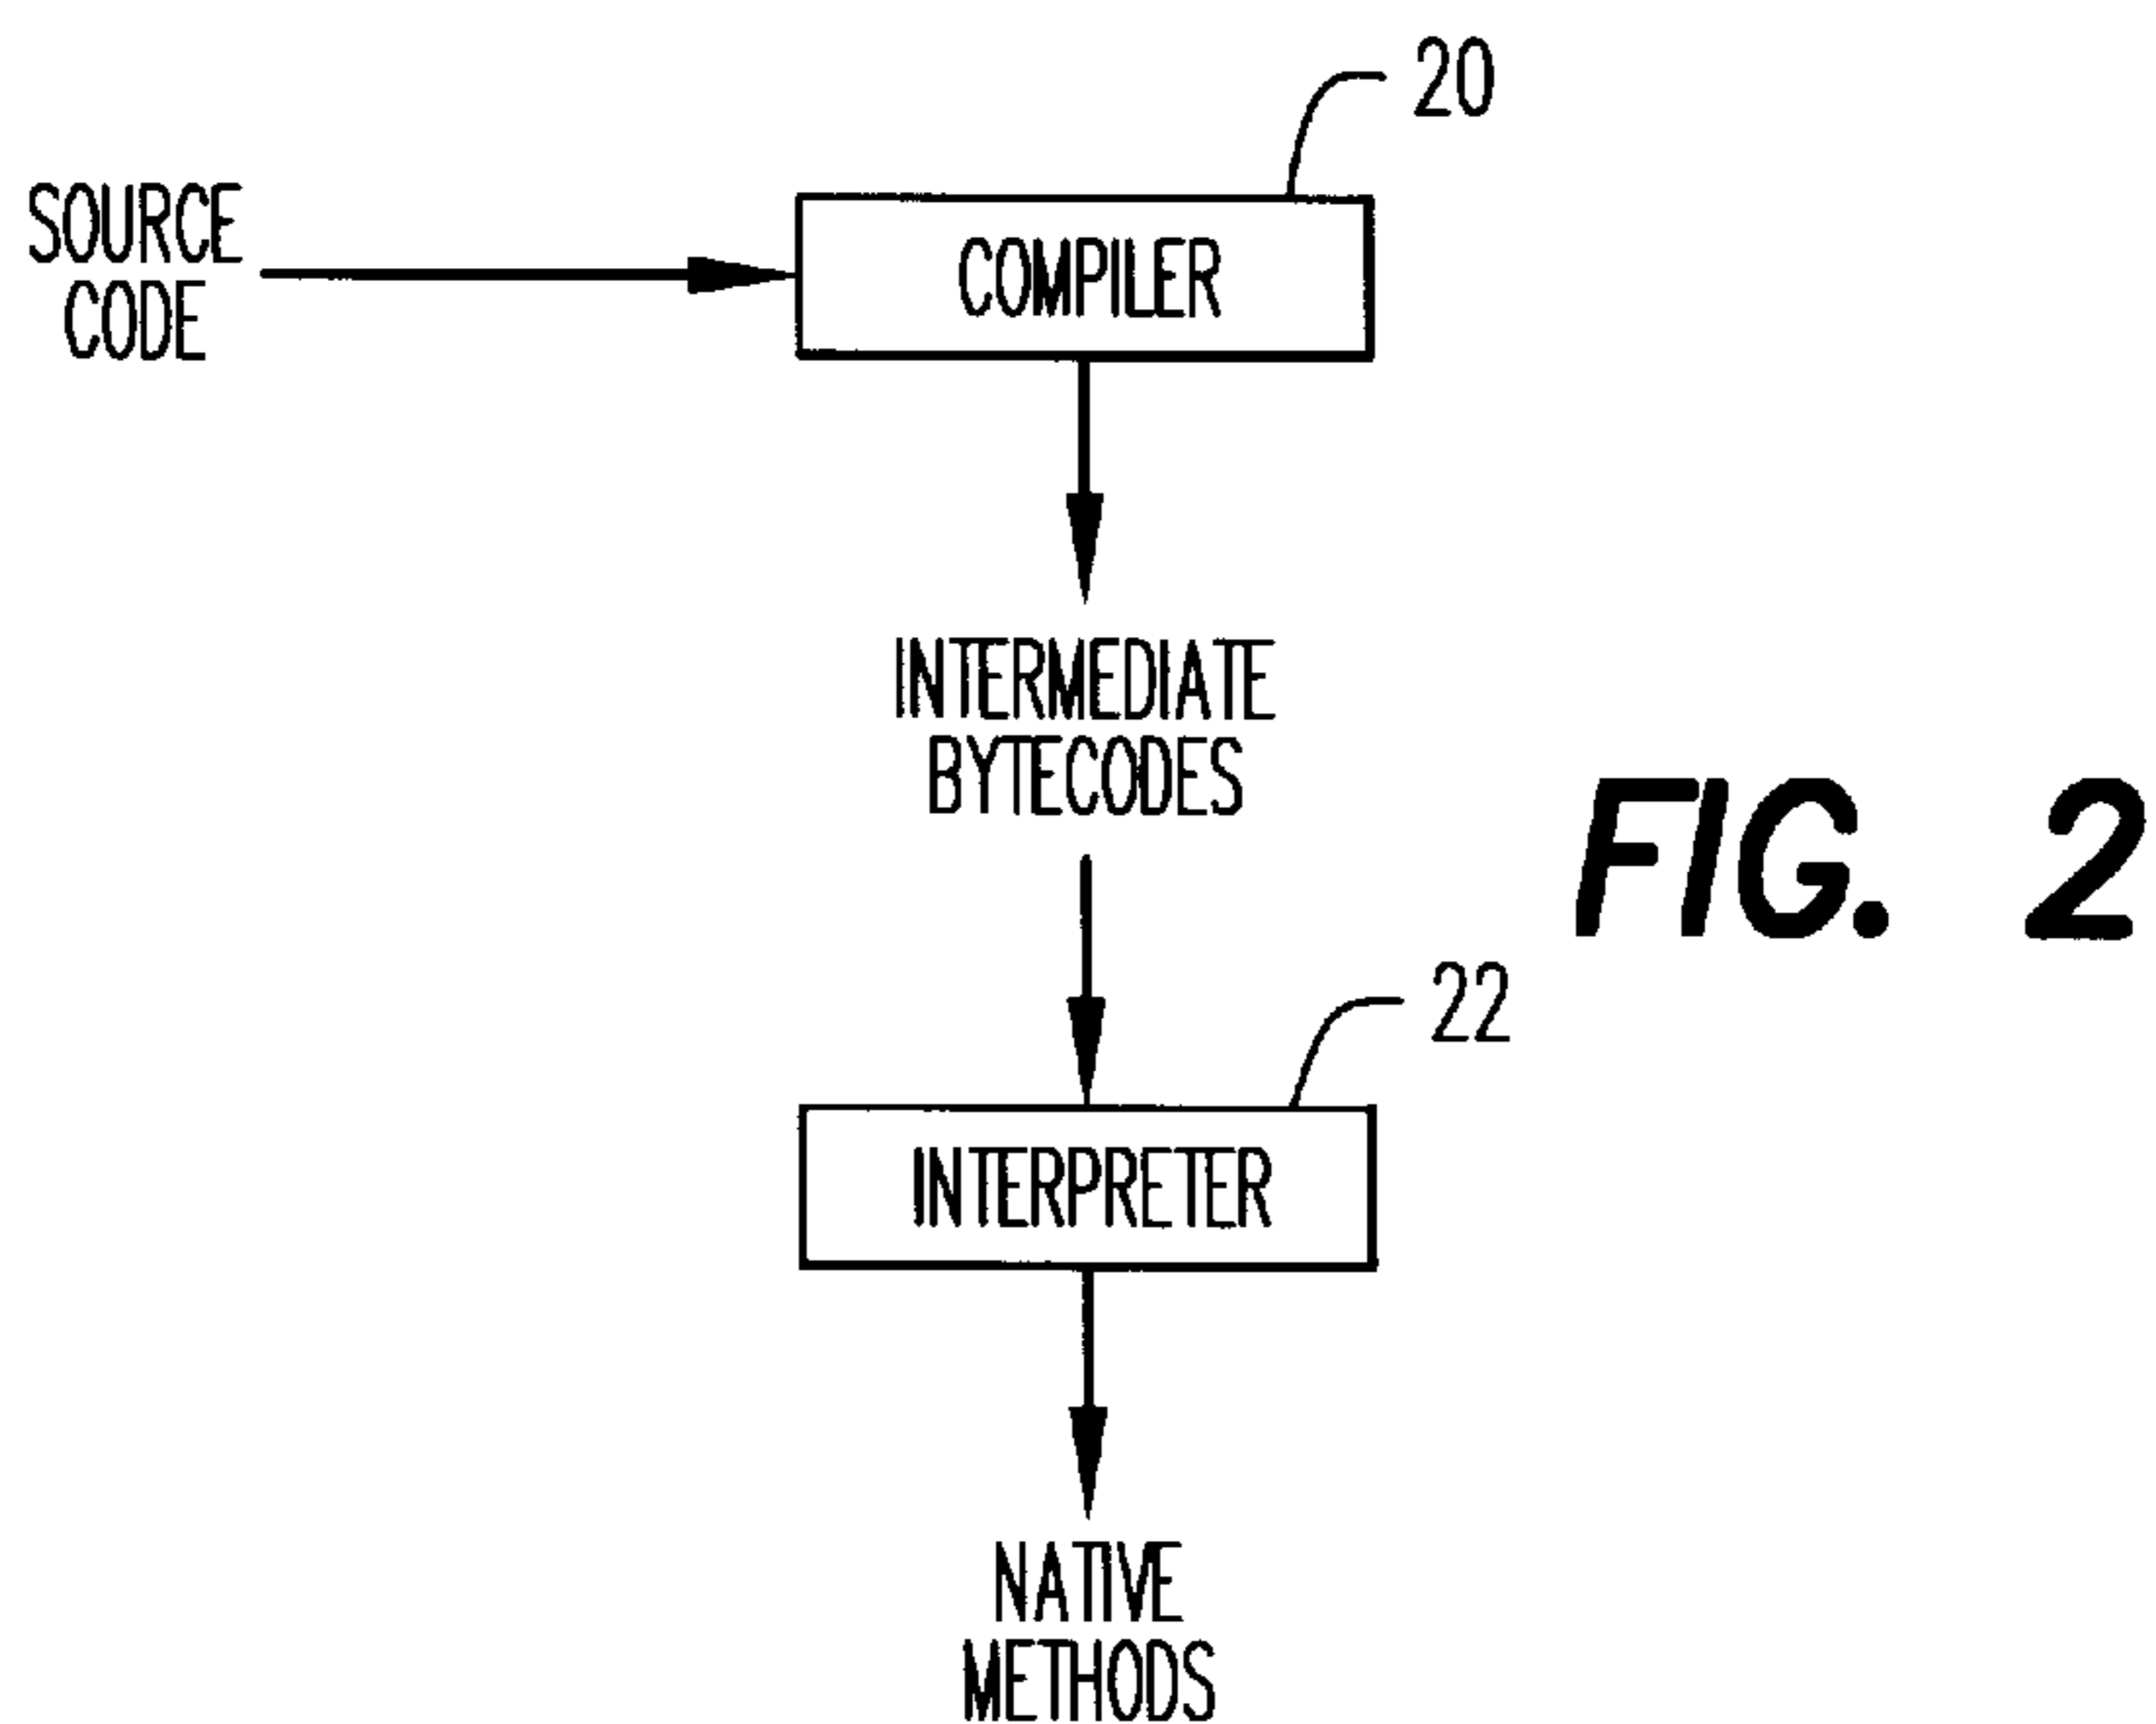 20
SOURCE
CODE
COMPILER
INTERMEDIATE
BYTECODES
FIG. 2
22
INTERPRETER
NATIVE
METHODS